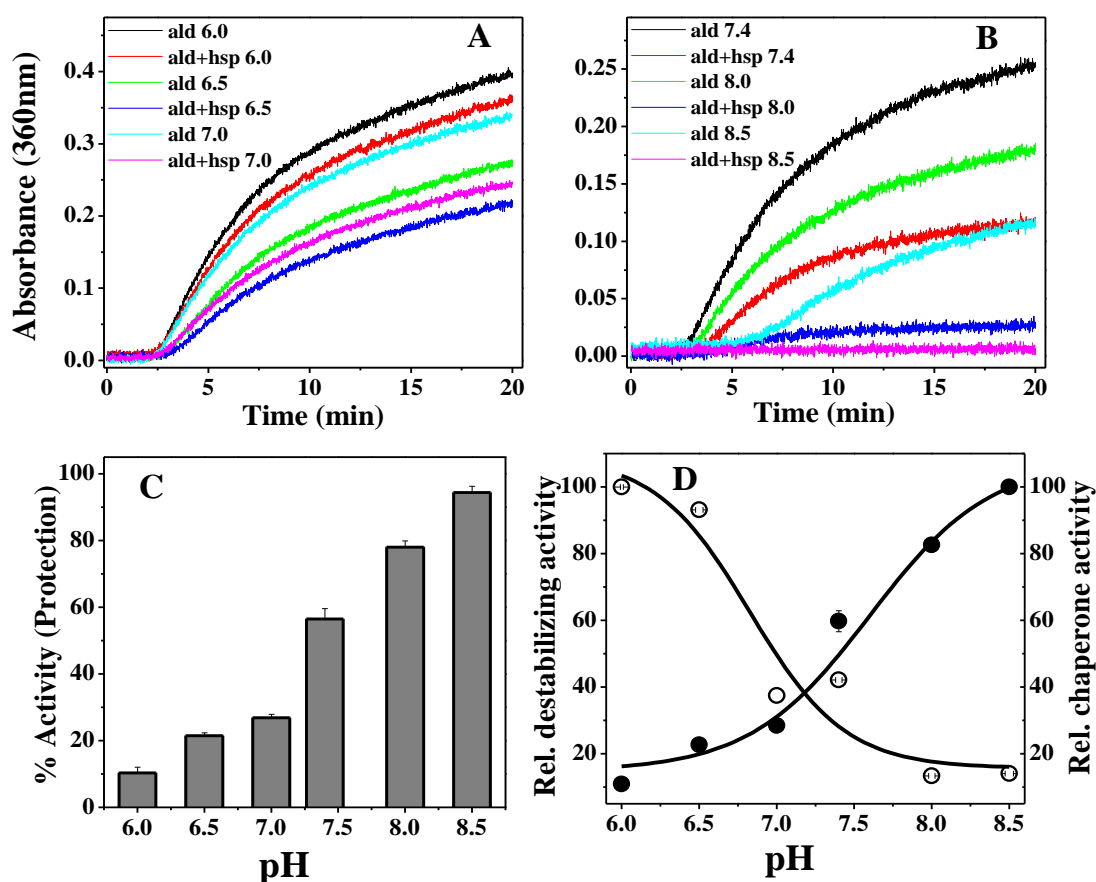 A
ald 6.0
ald+hsp 6.0
ald 6.5
ald+hsp 6.5
ald 7.0
ald+hsp 7.0
Absorbance (360nm)
0.4
0.3
0.2
0.1
0.0
0 5 10 15 20
Time (min)
B
ald 7.4
ald+hsp 7.4
ald 8.0
ald+hsp 8.0
ald 8.5
ald+hsp 8.5
0.25
0.20
0.15
0.10
0.05
0.00
0 5 10 15 20
Time (min)
C
% Activity (Protection)
100
80
60
40
20
0
6.0 6.5 7.0 7.5 8.0 8.5
pH
D
Rel. destabilizing activity
100
80
60
40
20
6.0 6.5 7.0 7.5 8.0 8.5
pH
100
80
60
40
20
Rel. chaperone activity